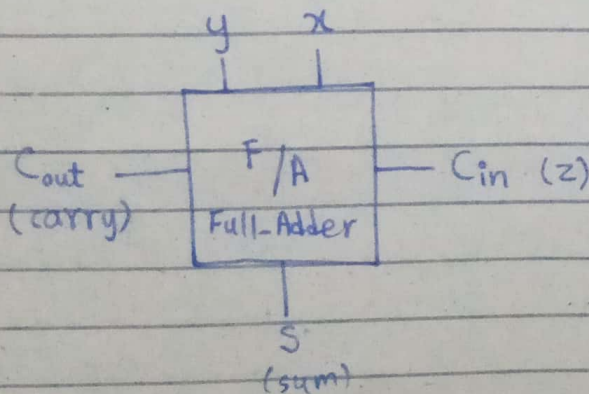 y x
F/A
Cout Cin (z)
(carry) Full-Adder
S
(sum)